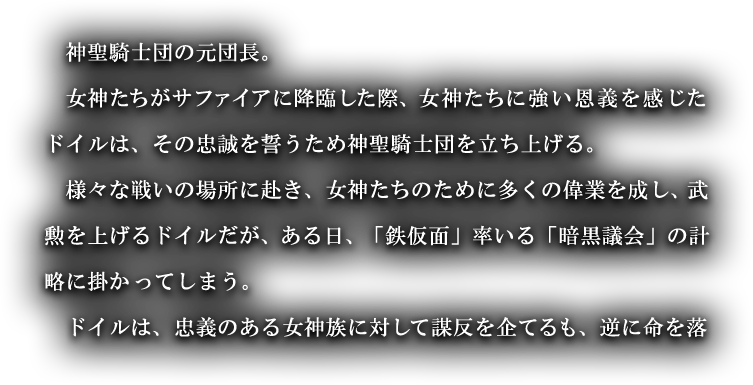 神聖騎士団の元団長。
女神たちがサファイアに降臨した際、女神たちに強い恩義を感じた
ドイルは、その忠誠を誓うため神聖騎士団を立ち上げる。
様々な戦いの場所に赴き、女神たちのために多くの偉業を成し、武
勲を上げるドイルだが、ある日、「鉄仮面」率いる「暗黒議会」の計
略に掛かってしまう。
ドイルは、忠義のある女神族に対して謀反を企てるも、逆に命を落